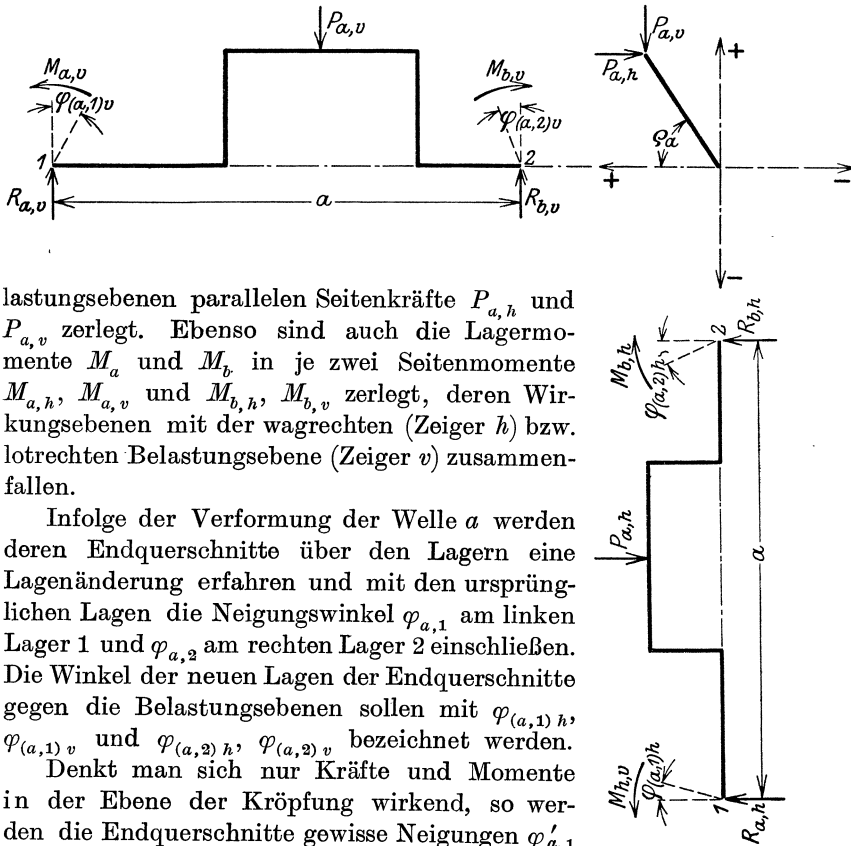 P_{a,v}
M_{a,v}
φ_{(a,1)v}
M_{b,v}
φ_{(a,2)v}
1
2
R_{a,v}
a
R_{b,v}
P_{a,v}
P_{a,h}
+
ϱ_a
+
−
−
lastungsebenen parallelen Seitenkräfte P_{a,h} und
P_{a,v} zerlegt. Ebenso sind auch die Lagermo-
mente M_a und M_b in je zwei Seitenmomente
M_{a,h}, M_{a,v} und M_{b,h}, M_{b,v} zerlegt, deren Wir-
kungsebenen mit der wagrechten (Zeiger h) bzw.
lotrechten Belastungsebene (Zeiger v) zusammen-
fallen.
Infolge der Verformung der Welle a werden
deren Endquerschnitte über den Lagern eine
Lagenänderung erfahren und mit den ursprüng-
lichen Lagen die Neigungswinkel φ_{a,1} am linken
Lager 1 und φ_{a,2} am rechten Lager 2 einschließen.
Die Winkel der neuen Lagen der Endquerschnitte
gegen die Belastungsebenen sollen mit φ_{(a,1) h},
φ_{(a,1) v} und φ_{(a,2) h}, φ_{(a,2) v} bezeichnet werden.
Denkt man sich nur Kräfte und Momente
in der Ebene der Kröpfung wirkend, so wer-
den die Endquerschnitte gewisse Neigungen φ'_{a,1}
2
R_{b,h}
M_{b,h}
φ_{(a,2)h}
P_{a,h}
a
M_{h,v}
φ_{(a,1)h}
1
R_{a,h}